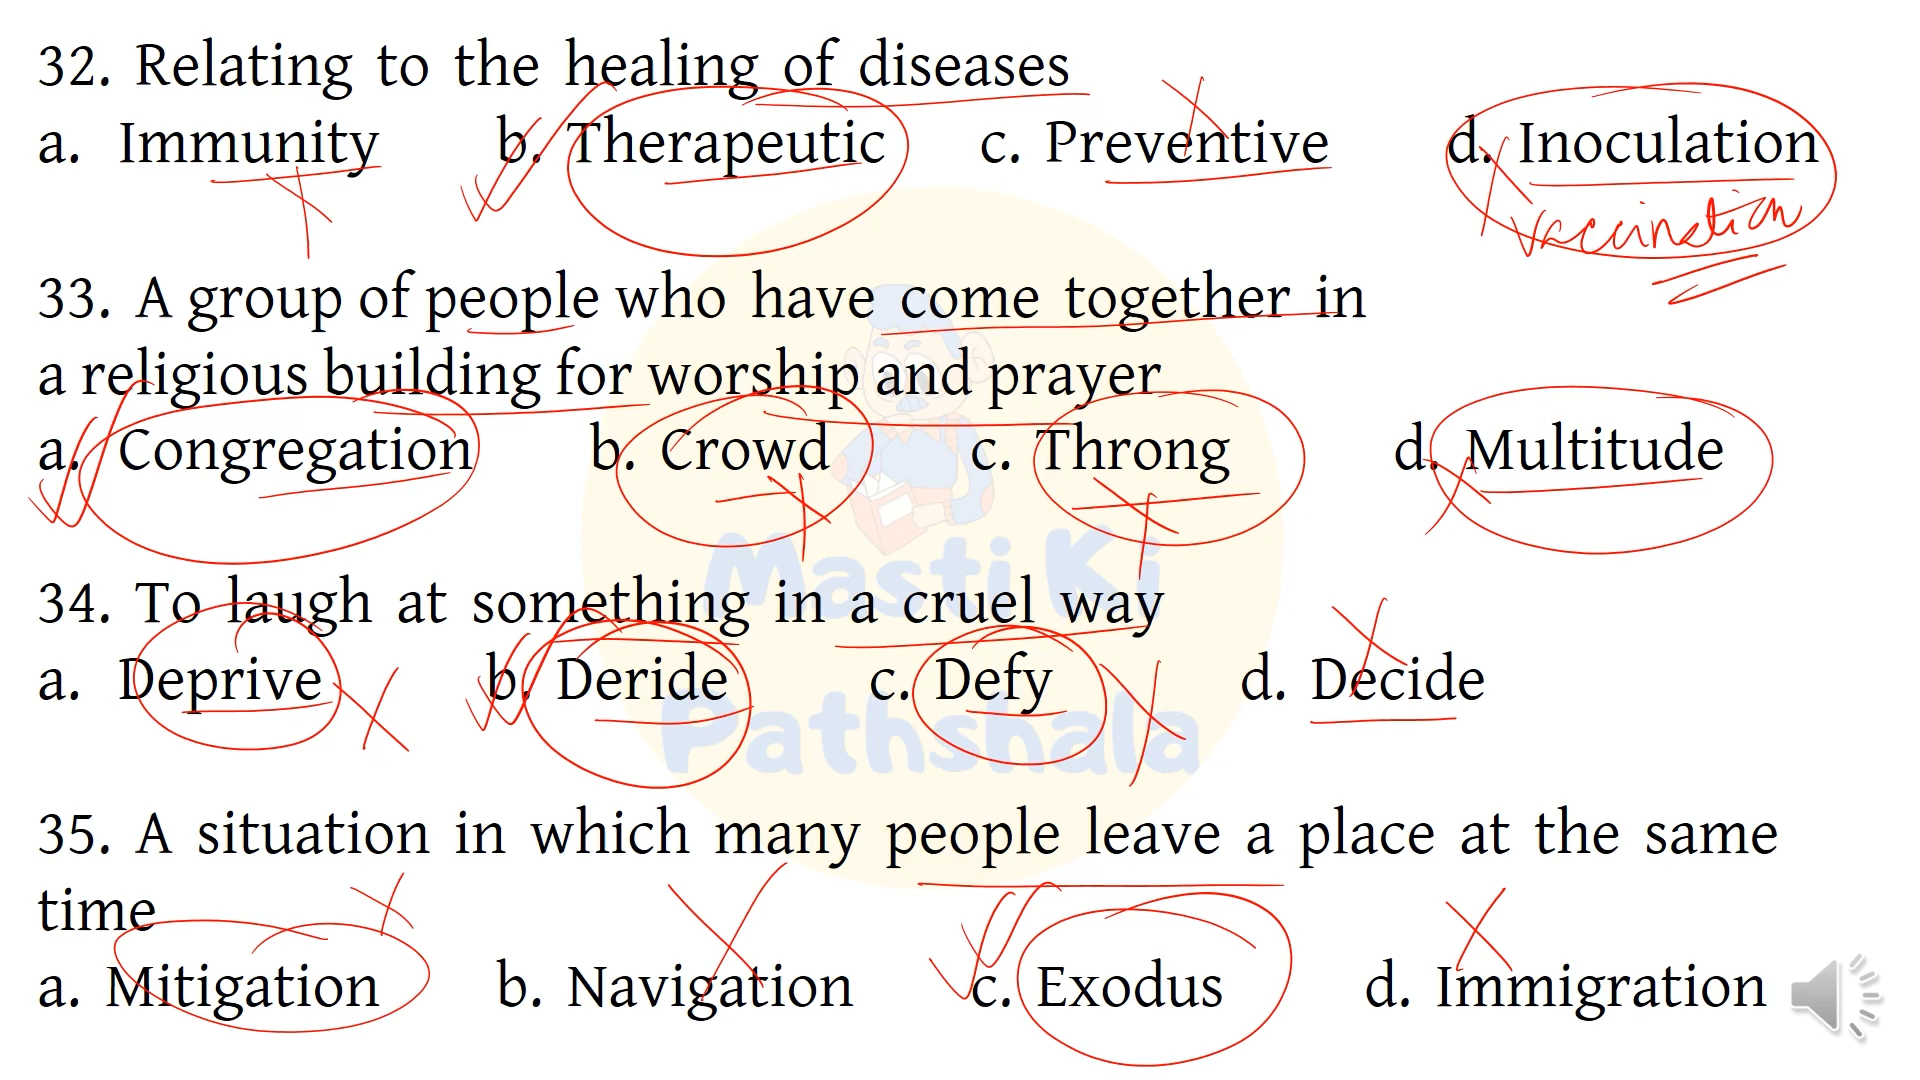 32. Relating to the healing of diseases
a. Immunity b. Therapeutic c. Preventive d. Inoculation
vaccination
33. A group of people who have come together in
a religious building for worship and prayer
a. Congregation b. Crowd c. Throng d. Multitude
Masti Ki
34. To laugh at something in a cruel way
a. Deprive b. Deride c. Defy d. Decide
Pathshala
35. A situation in which many people leave a place at the same
time
a. Mitigation b. Navigation c. Exodus d. Immigration